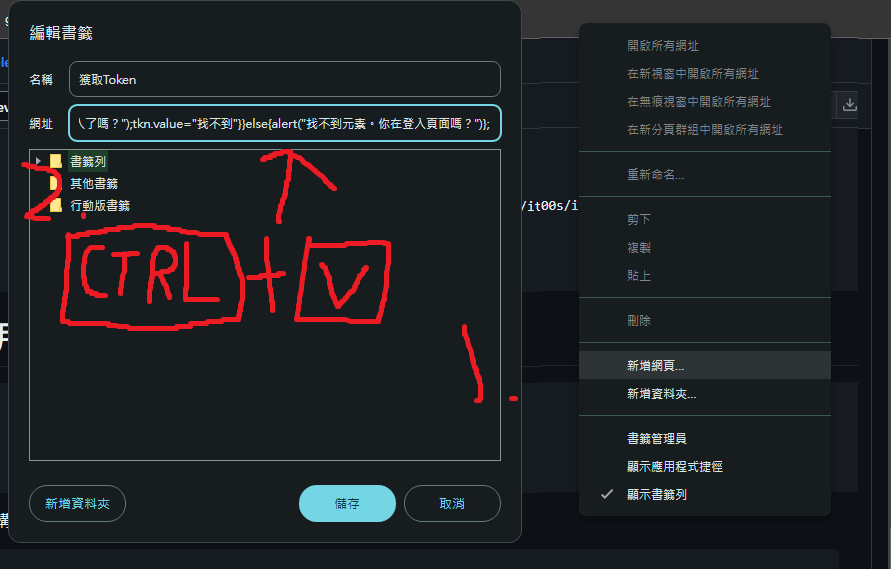 編輯書籤
名稱 獲取Token
網址 了嗎？");tkn.value="找不到"}}else{alert("找不到元素。你在登入頁面嗎？")};
書籤列
其他書籤
行動版書籤
2.
CTRL + V
1.
新增資料夾 儲存 取消
/it00s/i
開啟所有網址
在新視窗中開啟所有網址
在無痕視窗中開啟所有網址
在新分頁群組中開啟所有網址
重新命名...
剪下
複製
貼上
刪除
新增網頁...
新增資料夾...
書籤管理員
顯示應用程式捷徑
顯示書籤列